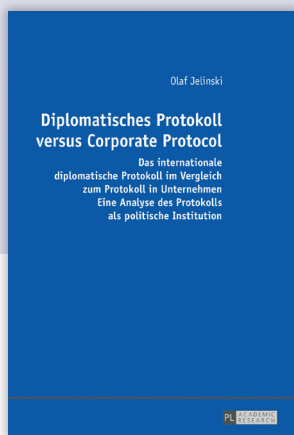 Olaf Jelinski
Diplomatisches Protokoll
versus Corporate Protocol
Das internationale
diplomatische Protokoll im Vergleich
zum Protokoll in Unternehmen
Eine Analyse des Protokolls
als politische Institution
PL ACADEMIC
RESEARCH